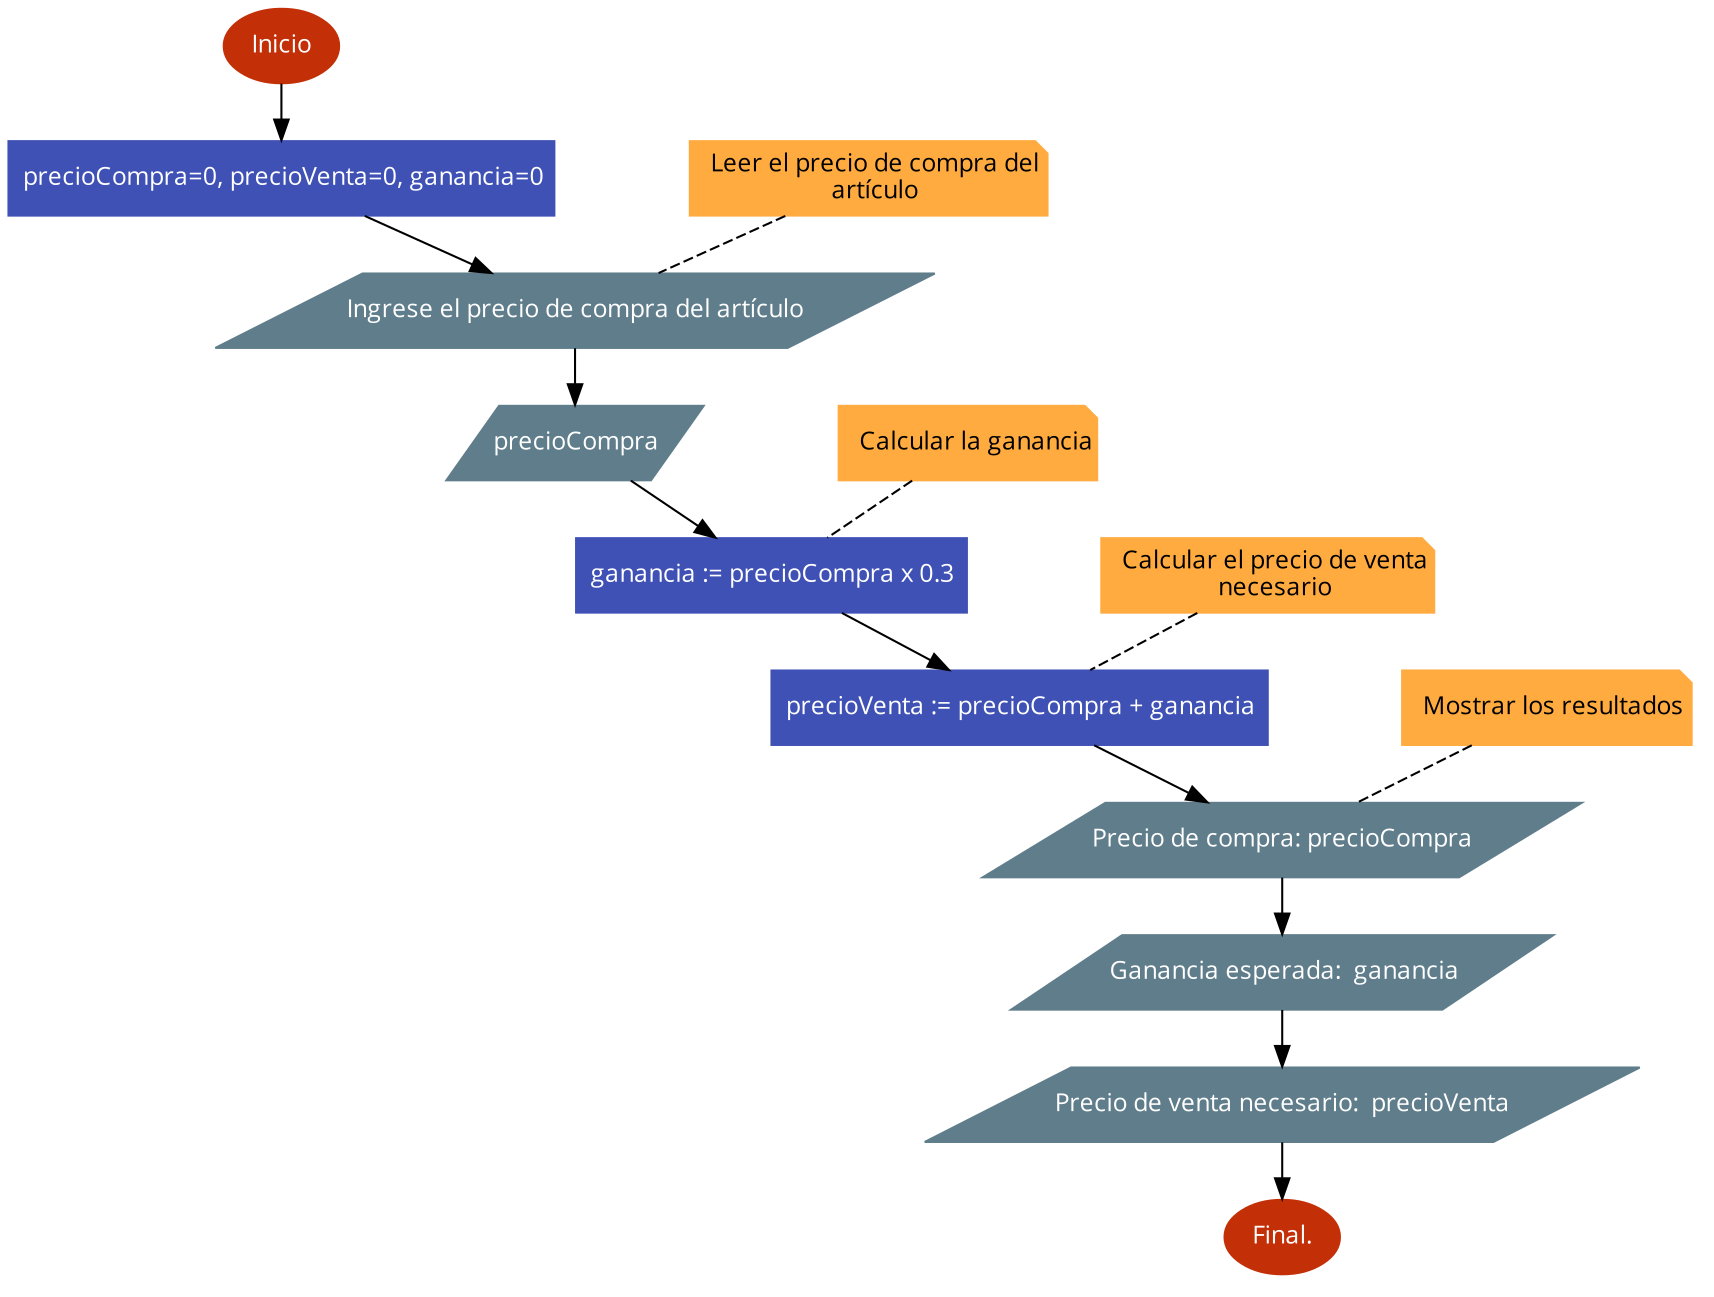 Inicio
precioCompra=0, precioVenta=0, ganancia=0
Leer el precio de compra del
artículo
Ingrese el precio de compra del artículo
precioCompra
Calcular la ganancia
ganancia := precioCompra x 0.3
Calcular el precio de venta
necesario
precioVenta := precioCompra + ganancia
Mostrar los resultados
Precio de compra: precioCompra
Ganancia esperada:  ganancia
Precio de venta necesario:  precioVenta
Final.